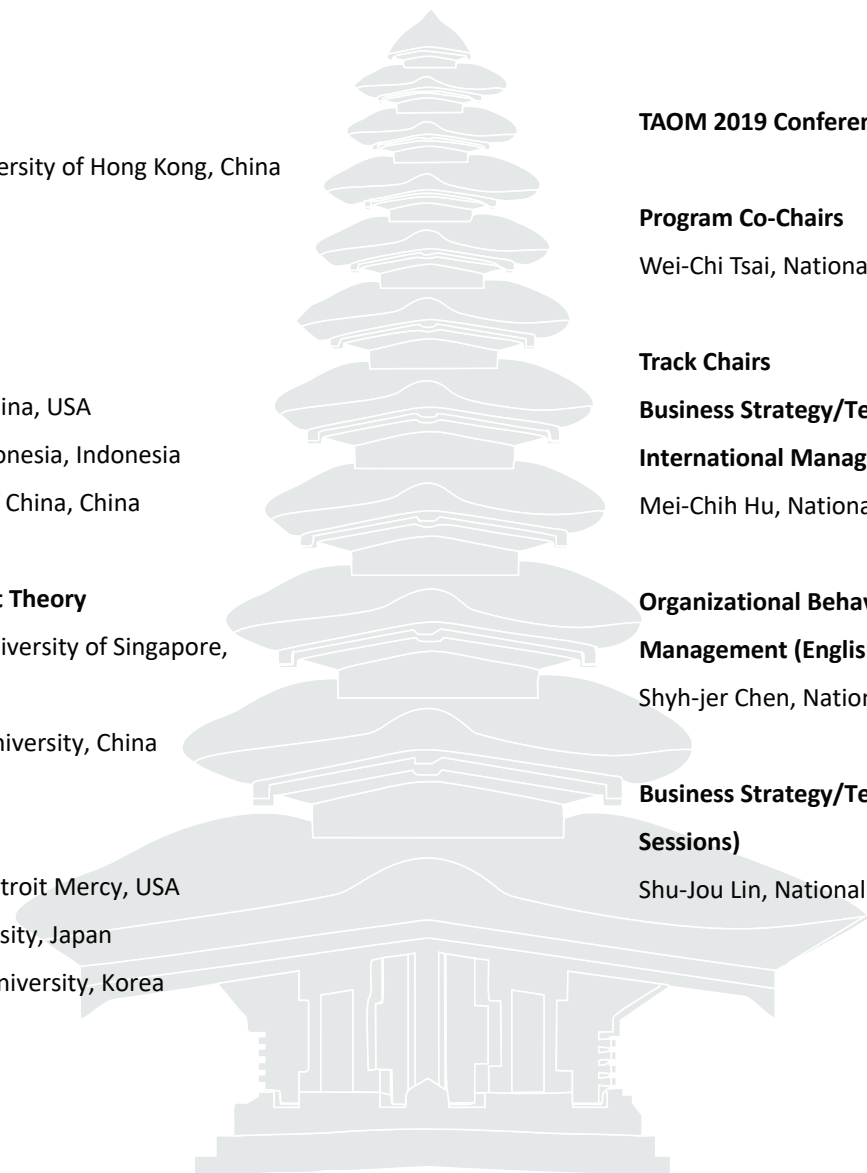 ersity of Hong Kong, China
ina, USA
onesia, Indonesia
China, China
t Theory
iversity of Singapore,
niversity, China
troit Mercy, USA
sity, Japan
niversity, Korea
TAOM 2019 Conferen
Program Co-Chairs
Wei-Chi Tsai, Nationa
Track Chairs
Business Strategy/Te
International Manag
Mei-Chih Hu, Nationa
Organizational Behav
Management (Englis
Shyh-jer Chen, Nation
Business Strategy/Te
Sessions)
Shu-Jou Lin, National